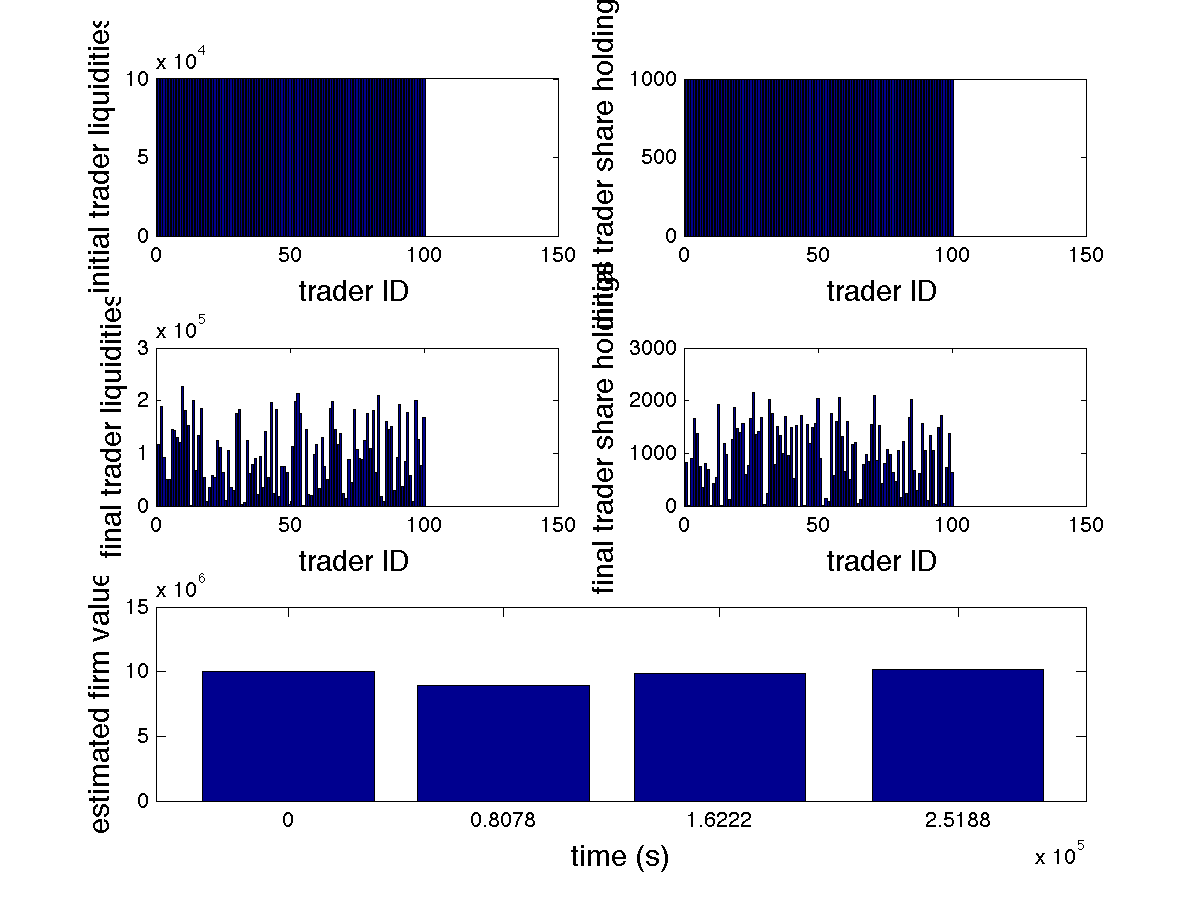 initial trader liquidities
x 10^4
10
5
0
0 50 100 150
trader ID
trader share holding
1000
500
0
0 50 100 150
trader ID
final trader liquidities
x 10^5
3
2
1
0
0 50 100 150
trader ID
final trader share holdings
3000
2000
1000
0
0 50 100 150
trader ID
estimated firm value
x 10^6
15
10
5
0
0 0.8078 1.6222 2.5188
time (s)
x 10^5